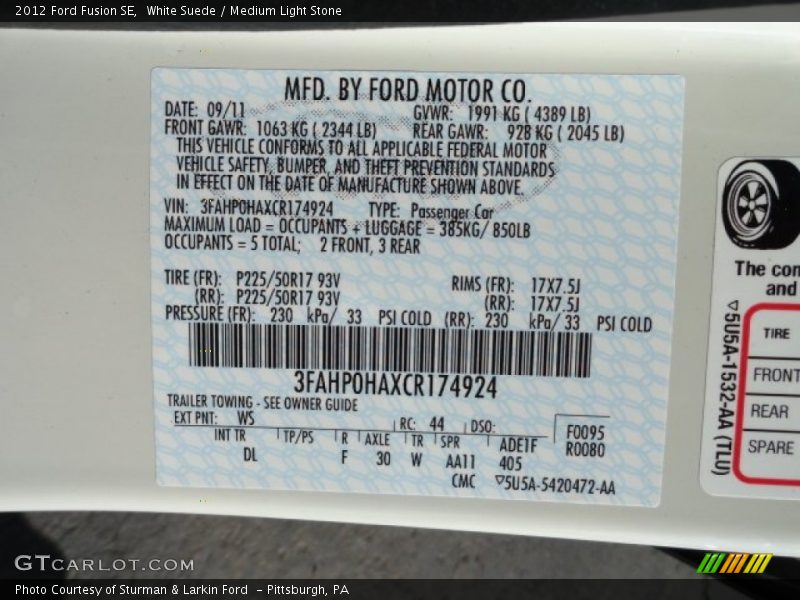 2012 Ford Fusion SE,  White Suede / Medium Light Stone
MFD. BY FORD MOTOR CO.
DATE: 09/11 GVWR: 1991 KG ( 4389 LB)
FRONT GAWR: 1063 KG ( 2344 LB) REAR GAWR: 928 KG ( 2045 LB)
THIS VEHICLE CONFORMS TO ALL APPLICABLE FEDERAL MOTOR
VEHICLE SAFETY, BUMPER, AND THEFT PREVENTION STANDARDS
IN EFFECT ON THE DATE OF MANUFACTURE SHOWN ABOVE.
VIN: 3FAHP0HAXCR174924 TYPE: Passenger Car
MAXIMUM LOAD = OCCUPANTS + LUGGAGE = 385KG/ 850LB
OCCUPANTS = 5 TOTAL; 2 FRONT, 3 REAR
TIRE (FR): P225/50R17 93V RIMS (FR): 17X7.5J
(RR): P225/50R17 93V (RR): 17X7.5J
PRESSURE (FR): 230 kPa/ 33 PSI COLD (RR): 230 kPa/ 33 PSI COLD
3FAHP0HAXCR174924
TRAILER TOWING - SEE OWNER GUIDE
EXT PNT: WS RC: 44 DSO: F0095
INT TR TP/PS R AXLE TR SPR ADE1F R0080
DL F 30 W AA11 405
CMC ▽5U5A-5420472-AA
The con
and
▽5U5A-1532-AA (TLU)
TIRE
FRONT
REAR
SPARE
GTCARLOT.COM
Photo Courtesy of Sturman & Larkin Ford  - Pittsburgh, PA